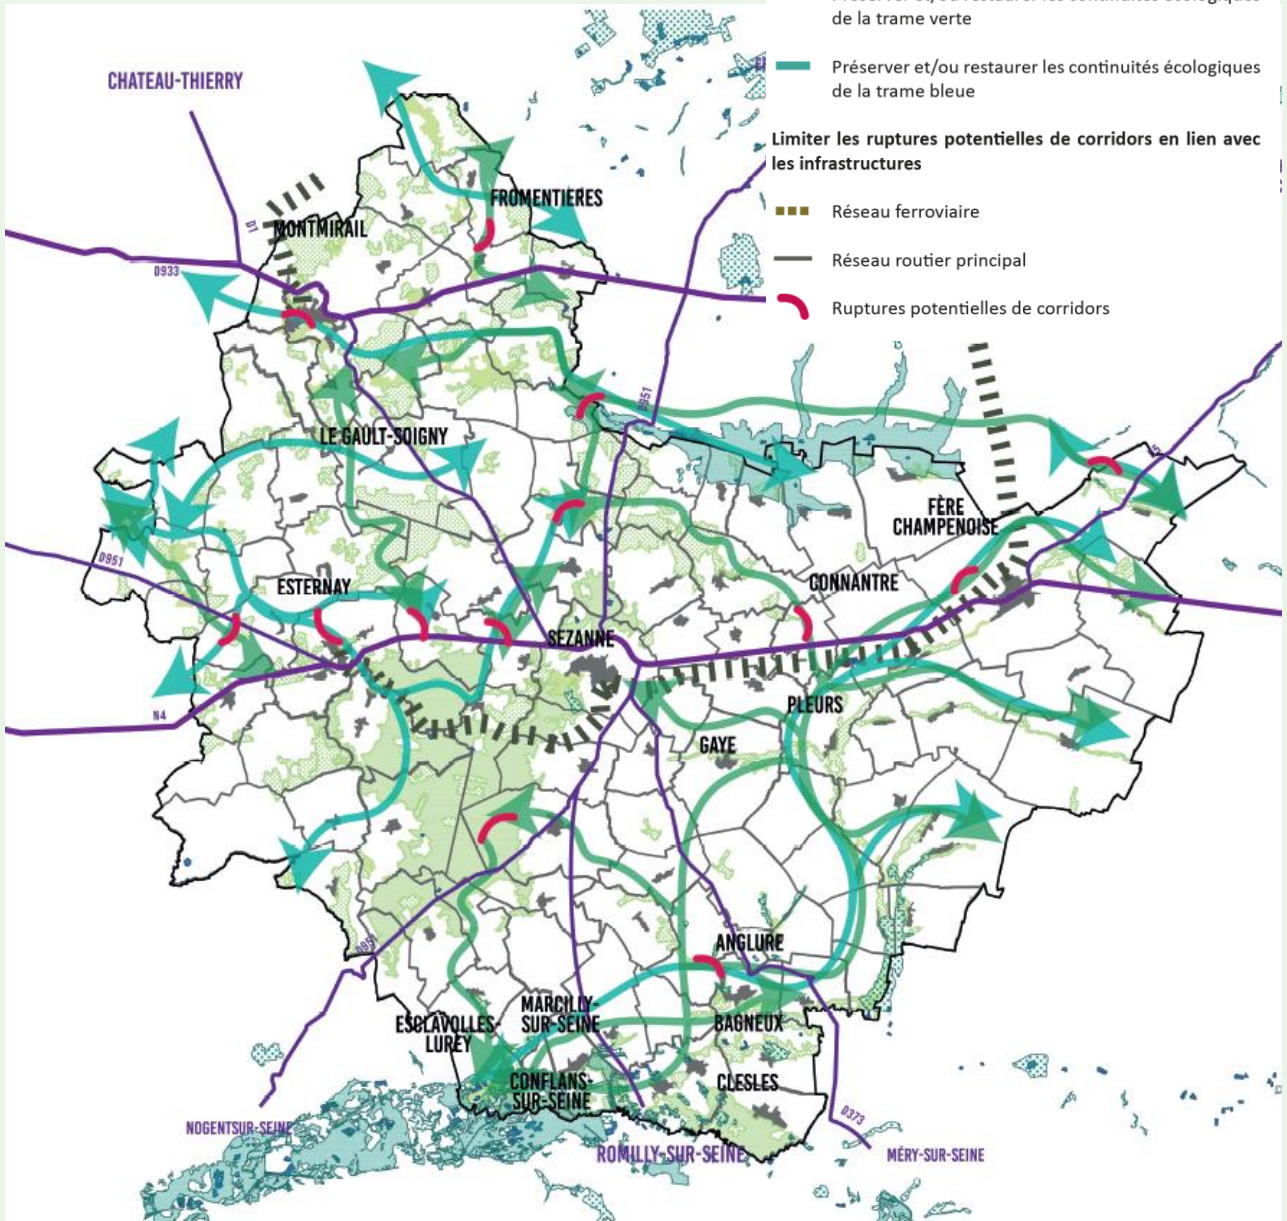 de la trame verte
Préserver et/ou restaurer les continuités écologiques
de la trame bleue
Limiter les ruptures potentielles de corridors en lien avec
les infrastructures
Réseau ferroviaire
Réseau routier principal
Ruptures potentielles de corridors
CHATEAU-THIERRY
FROMENTIERES
MONTMIRAIL
D1
D933
D951
LE GAULT-SOIGNY
FÈRE
CHAMPENOISE
D951
ESTERNAY
CONNANTRE
SEZANNE
N4
PLEURS
GAYE
D951
ANGLURE
MARCILLY-
SUR-SEINE
ESCLAVOLLES-
LUREY
BAGNEUX
CONFLANS-
SUR-SEINE
CLESLES
D373
NOGENTSUR-SEINE
ROMILLY-SUR-SEINE
MÉRY-SUR-SEINE